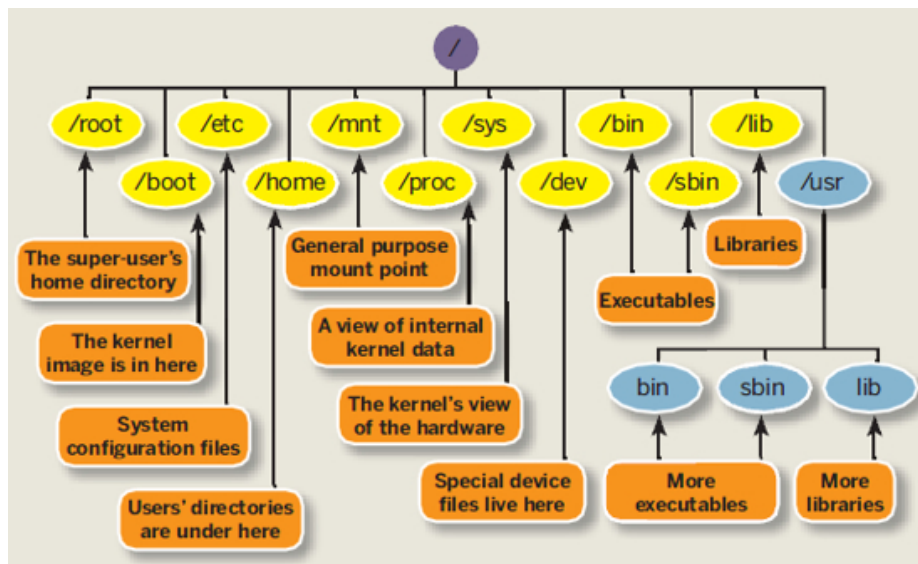 /
/root
/etc
/mnt
/sys
/bin
/lib
/boot
/home
/proc
/dev
/sbin
/usr
The super-user's
home directory
General purpose
mount point
Libraries
Executables
The kernel
image is in here
A view of internal
kernel data
bin
sbin
lib
The kernel's view
of the hardware
System
configuration files
Special device
files live here
More
executables
More
libraries
Users' directories
are under here